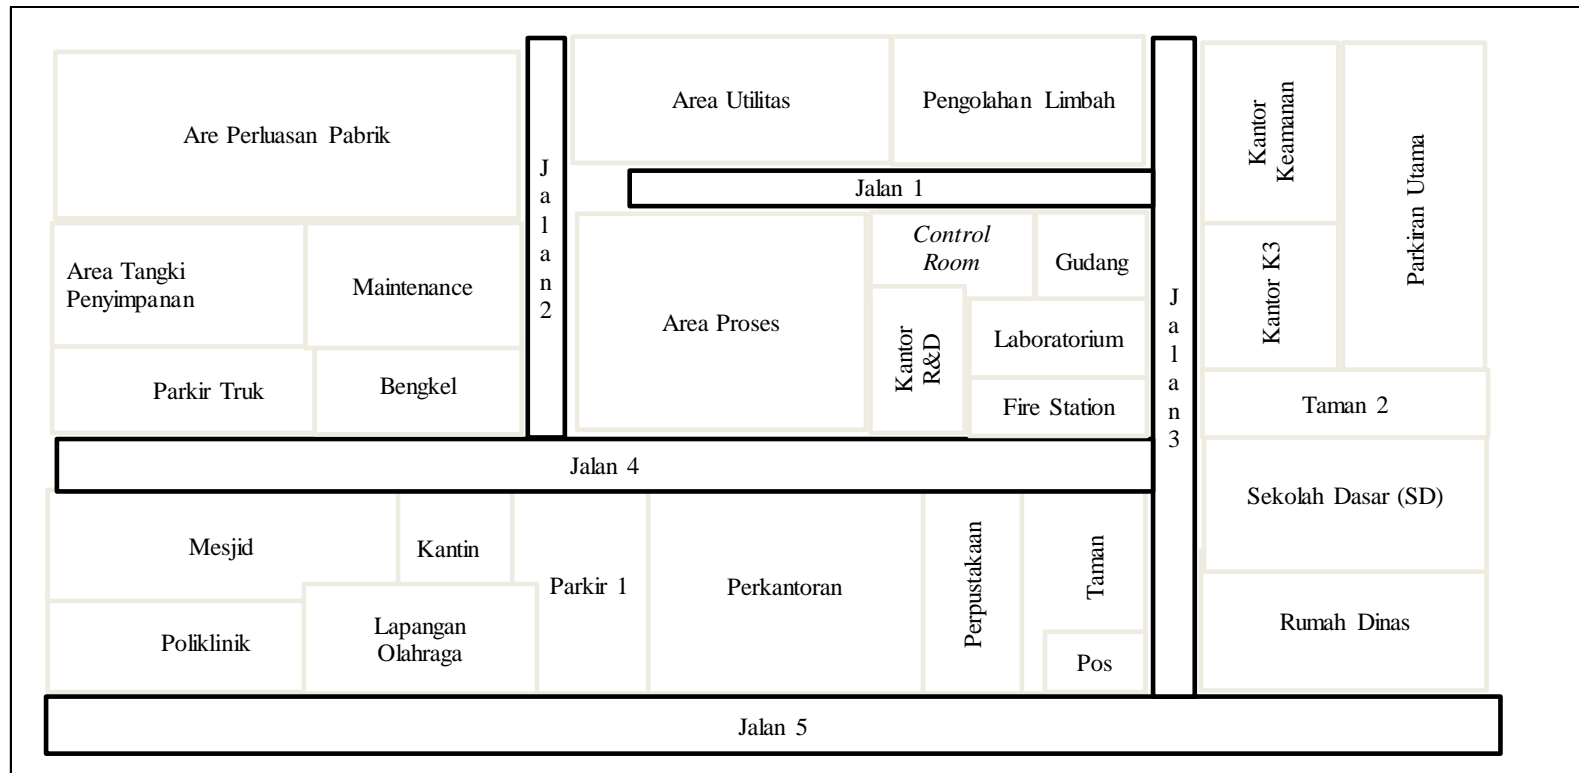 Are Perluasan Pabrik
Area Tangki
Penyimpanan
Maintenance
Parkir Truk
Bengkel
J
a
l
a
n
2
Area Utilitas
Pengolahan Limbah
Jalan 1
Area Proses
Control
Room
Gudang
Kantor
R&D
Laboratorium
Fire Station
J
a
l
a
n
3
Kantor
Keamanan
Parkiran Utama
Kantor K3
Taman 2
Sekolah Dasar (SD)
Rumah Dinas
Jalan 4
Mesjid
Kantin
Parkir 1
Perkantoran
Perpustakaan
Taman
Poliklinik
Lapangan
Olahraga
Pos
Jalan 5